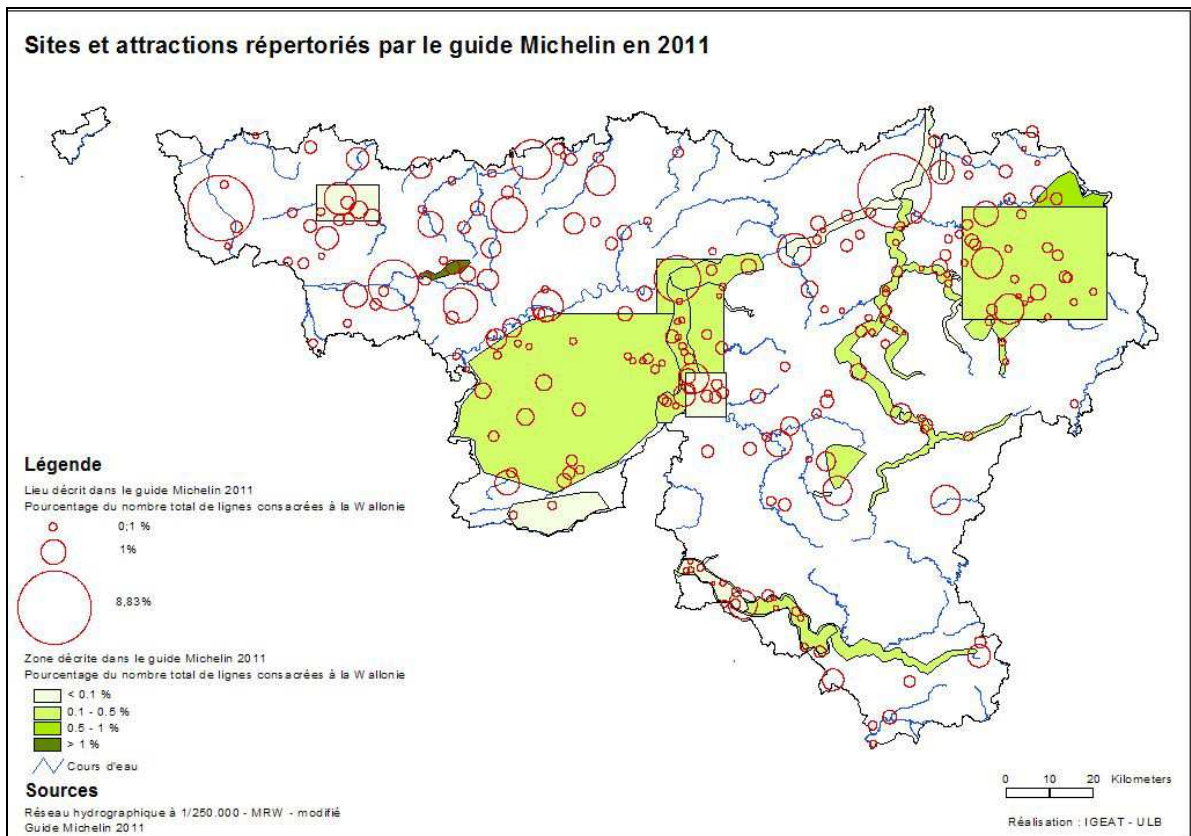 Sites et attractions répertoriés par le guide Michelin en 2011
Légende
Lieu décrit dans le guide Michelin 2011
Pourcentage du nombre total de lignes consacrées à la Wallonie
0,1 %
1%
8,83%
Zone décrite dans le guide Michelin 2011
Pourcentage du nombre total de lignes consacrées à la Wallonie
< 0.1 %
0.1 - 0.5 %
0.5 - 1 %
> 1 %
Cours d'eau
Sources
Réseau hydrographique à 1/250.000 - MRW - modifié
Guide Michelin 2011
0 10 20 Kilometers
Réalisation : IGEAT - ULB